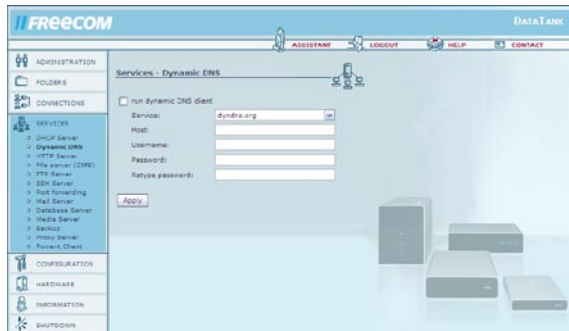 FREECOM
DATATANK
ASSISTANT LOGOUT HELP CONTACT
ADMINISTRATION
FOLDERS
CONNECTIONS
SERVICES
DHCP Server
Dynamic DNS
HTTP Server
File server (CIFS)
FTP Server
SSH Server
Port forwarding
Mail Server
Database Server
Media Server
Backup
Proxy Server
Torrent Client
CONFIGURATION
HARDWARE
INFORMATION
SHUTDOWN
Services - Dynamic DNS
run dynamic DNS client
Service: dyndns.org
Host:
Username:
Password:
Retype password:
Apply